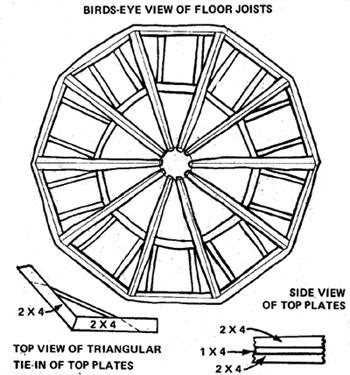 BIRDS-EYE VIEW OF FLOOR JOISTS
2 X 4
2 X 4
TOP VIEW OF TRIANGULAR
TIE-IN OF TOP PLATES
SIDE VIEW
OF TOP PLATES
2 X 4
1 X 4
2 X 4